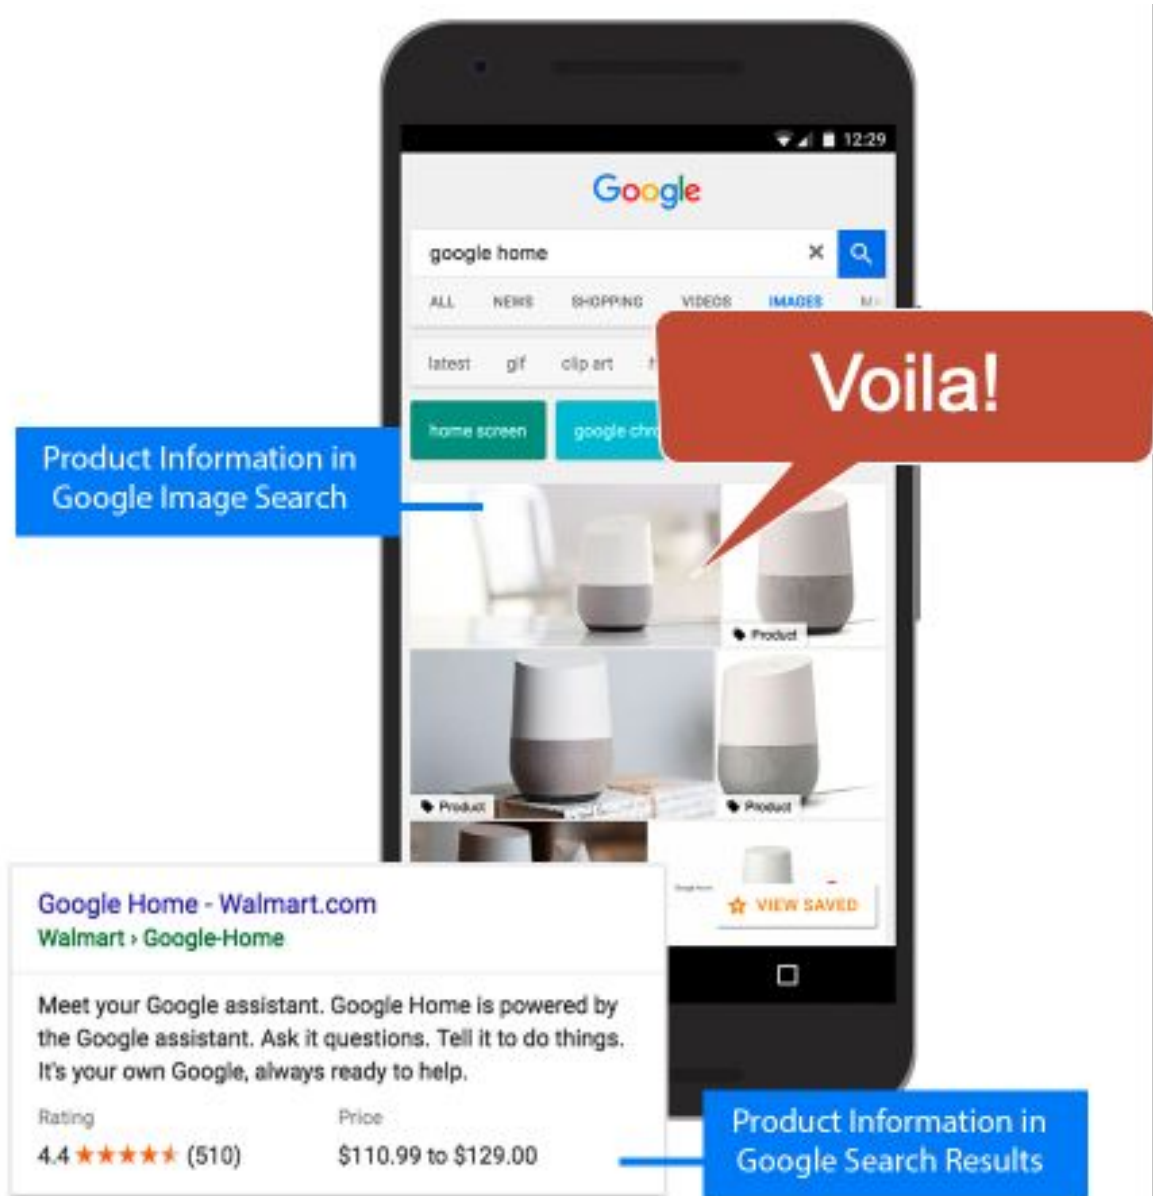 12:29
Google
google home
ALL NEWS SHOPPING VIDEOS IMAGES
latest gif clip art
Voila!
home screen google chro
Product Information in
Google Image Search
Product
Product
Product
VIEW SAVED
Google Home - Walmart.com
Walmart › Google-Home
Meet your Google assistant. Google Home is powered by
the Google assistant. Ask it questions. Tell it to do things.
It's your own Google, always ready to help.
Rating Price
4.4 (510) $110.99 to $129.00
Product Information in
Google Search Results